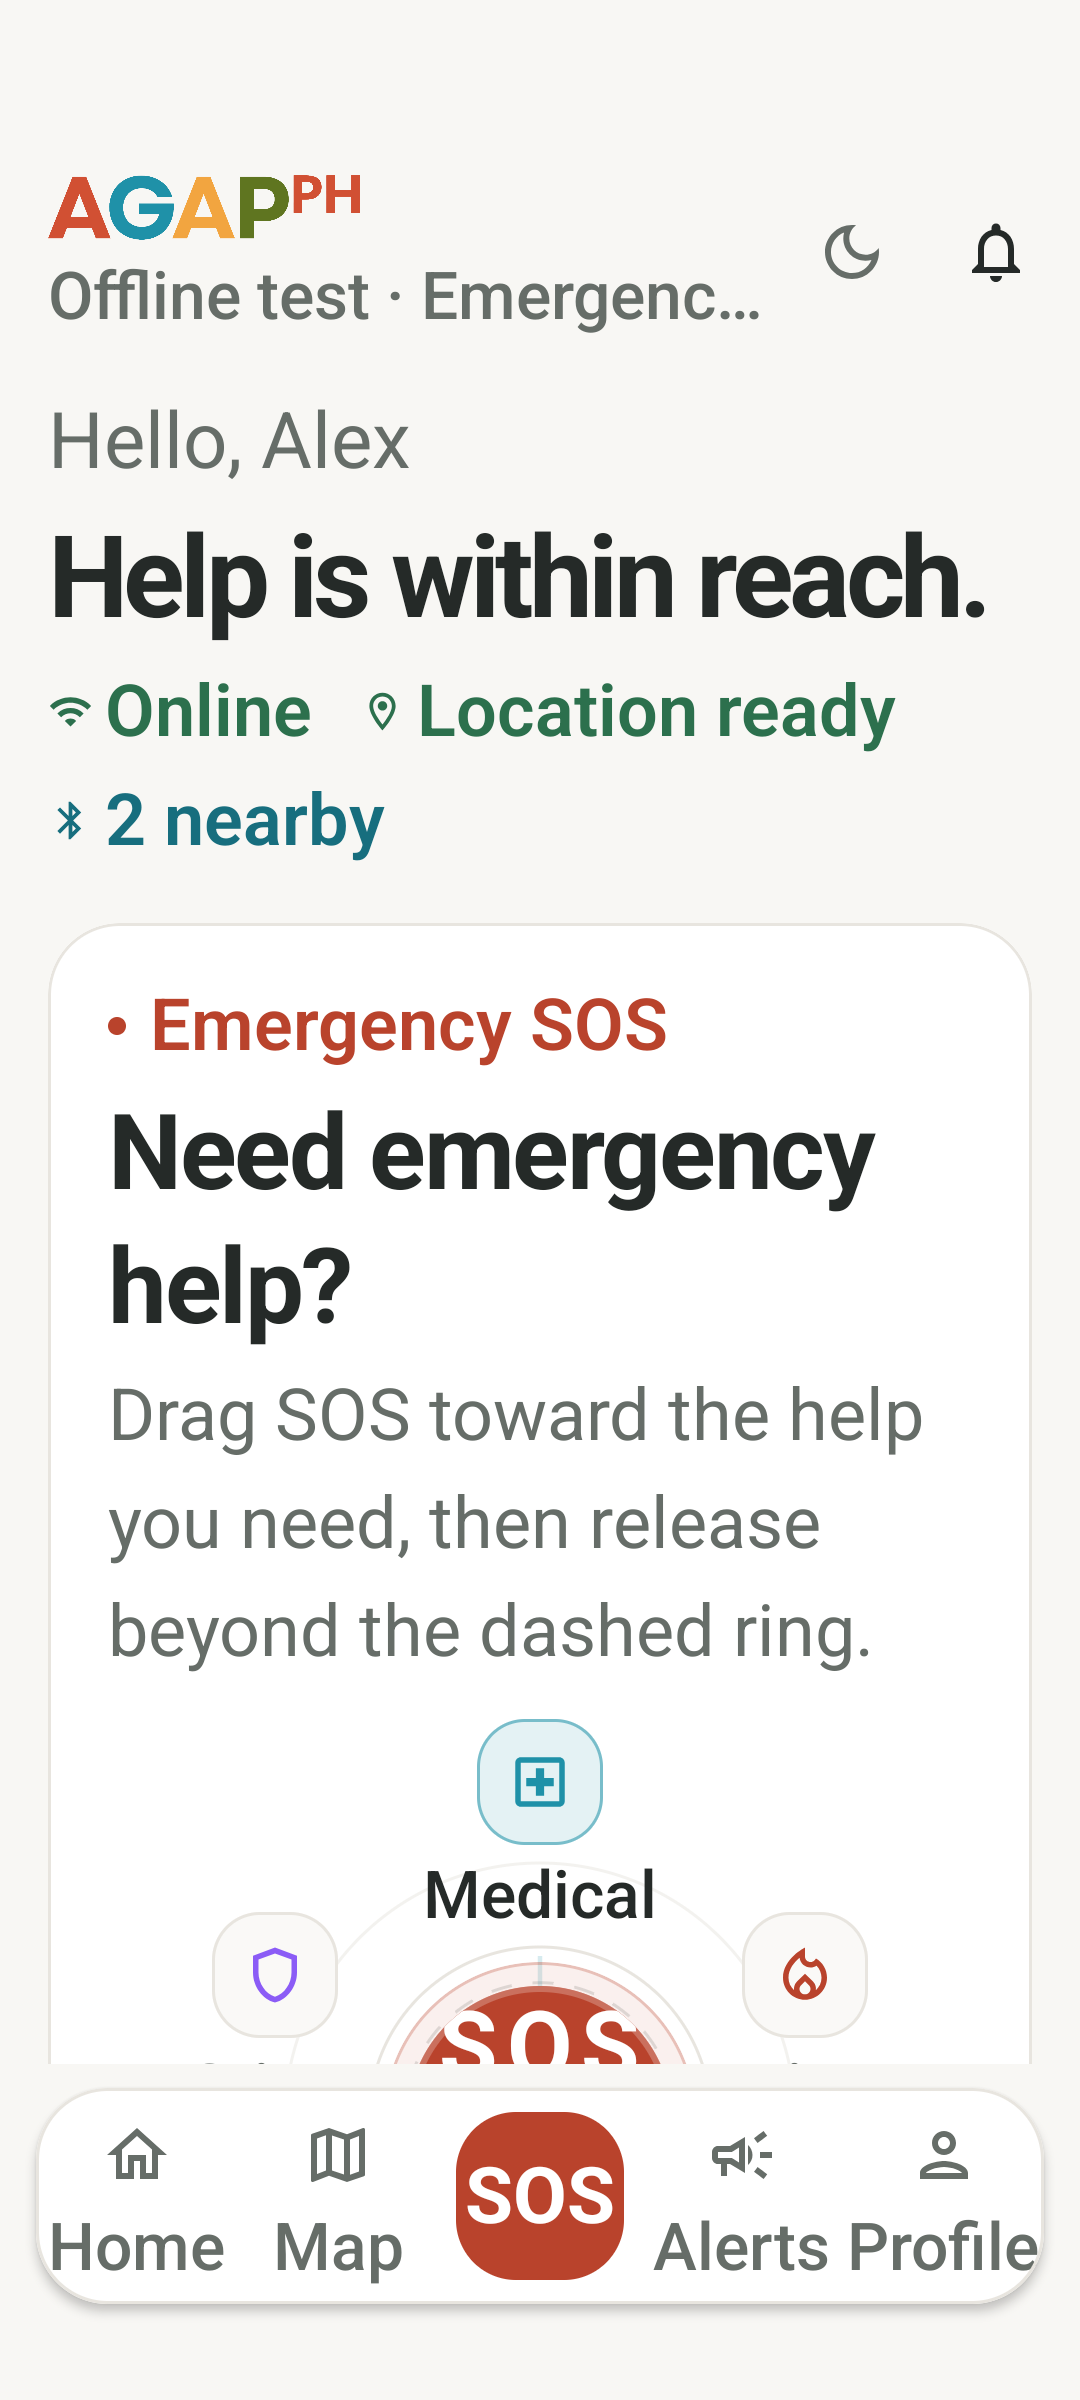 AGAPPH
Offline test · Emergenc...
Hello, Alex
Help is within reach.
Online Location ready
2 nearby
• Emergency SOS
Need emergency
help?
Drag SOS toward the help
you need, then release
beyond the dashed ring.
Medical
SOS
Home Map SOS Alerts Profile